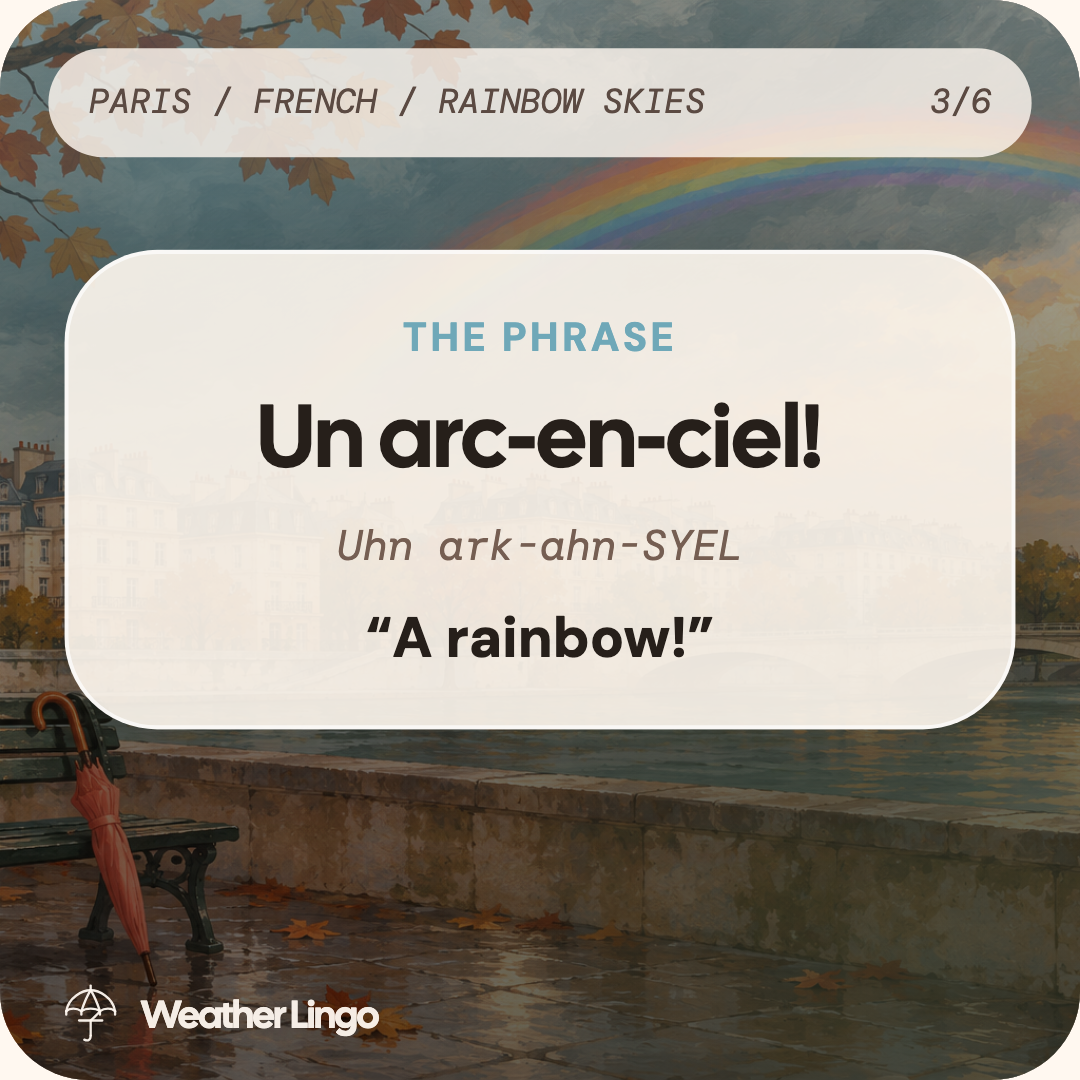 PARIS / FRENCH / RAINBOW SKIES 3/6
THE PHRASE
Un arc-en-ciel!
Uhn ark-ahn-SYEL
“A rainbow!”
Weather Lingo